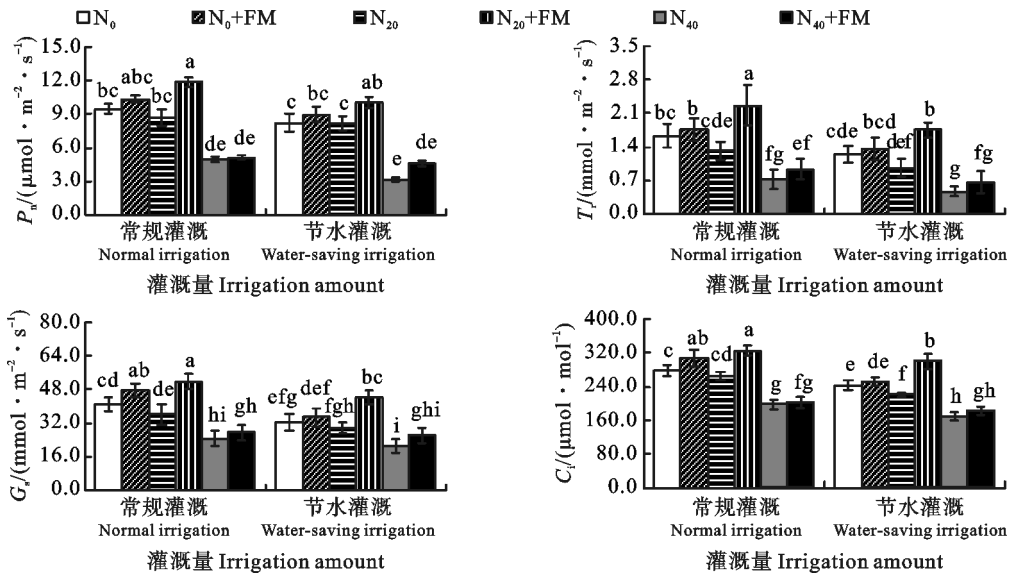 N₀ N₀+FM N₂₀ N₂₀+FM N₄₀ N₄₀+FM
Pₙ/(μmol·m⁻²·s⁻¹)
15.0
12.0
9.0
6.0
3.0
0.0
bc abc bc a de de
c bc c ab e de
常规灌溉 节水灌溉
Normal irrigation Water-saving irrigation
灌溉量 Irrigation amount
Tᵣ/(mmol·m⁻²·s⁻¹)
3.5
2.8
2.1
1.4
0.7
0.0
bc b cde a fg ef
cde bcd def b g fg
常规灌溉 节水灌溉
Normal irrigation Water-saving irrigation
灌溉量 Irrigation amount
Gₛ/(mmol·m⁻²·s⁻¹)
80.0
64.0
48.0
32.0
16.0
0.0
cd ab de a hi gh
efg def fgh bc i ghi
常规灌溉 节水灌溉
Normal irrigation Water-saving irrigation
灌溉量 Irrigation amount
Cᵢ/(μmol·mol⁻¹)
400.0
320.0
240.0
160.0
80.0
0.0
c ab cd a g fg
e de f b h gh
常规灌溉 节水灌溉
Normal irrigation Water-saving irrigation
灌溉量 Irrigation amount